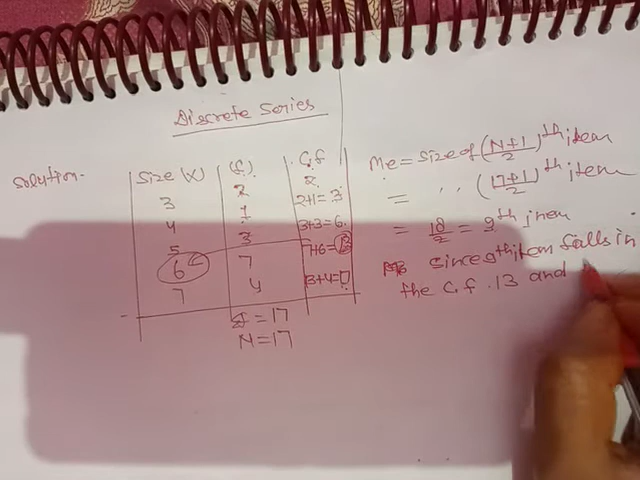 Discrete Series
Solution-
Size (X) (f) C.f
3 2 2
4 1 2+1=3
5 3 3+3=6
6 7 7+6=13
7 4 13+4=17
N=17
Me = Size of (N+1/2)th item
= ,, (17+1/2)th item
= 18/2 = 9th item
since 9th item falls in
the C.f. 13 and